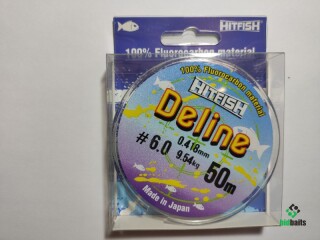 HITFISH
100% Fluorocarbon material
100% Fluorocarbon material
HITFISH
Deline
# 6.0
0.418mm
9.54kg
50m
Made in Japan
baits